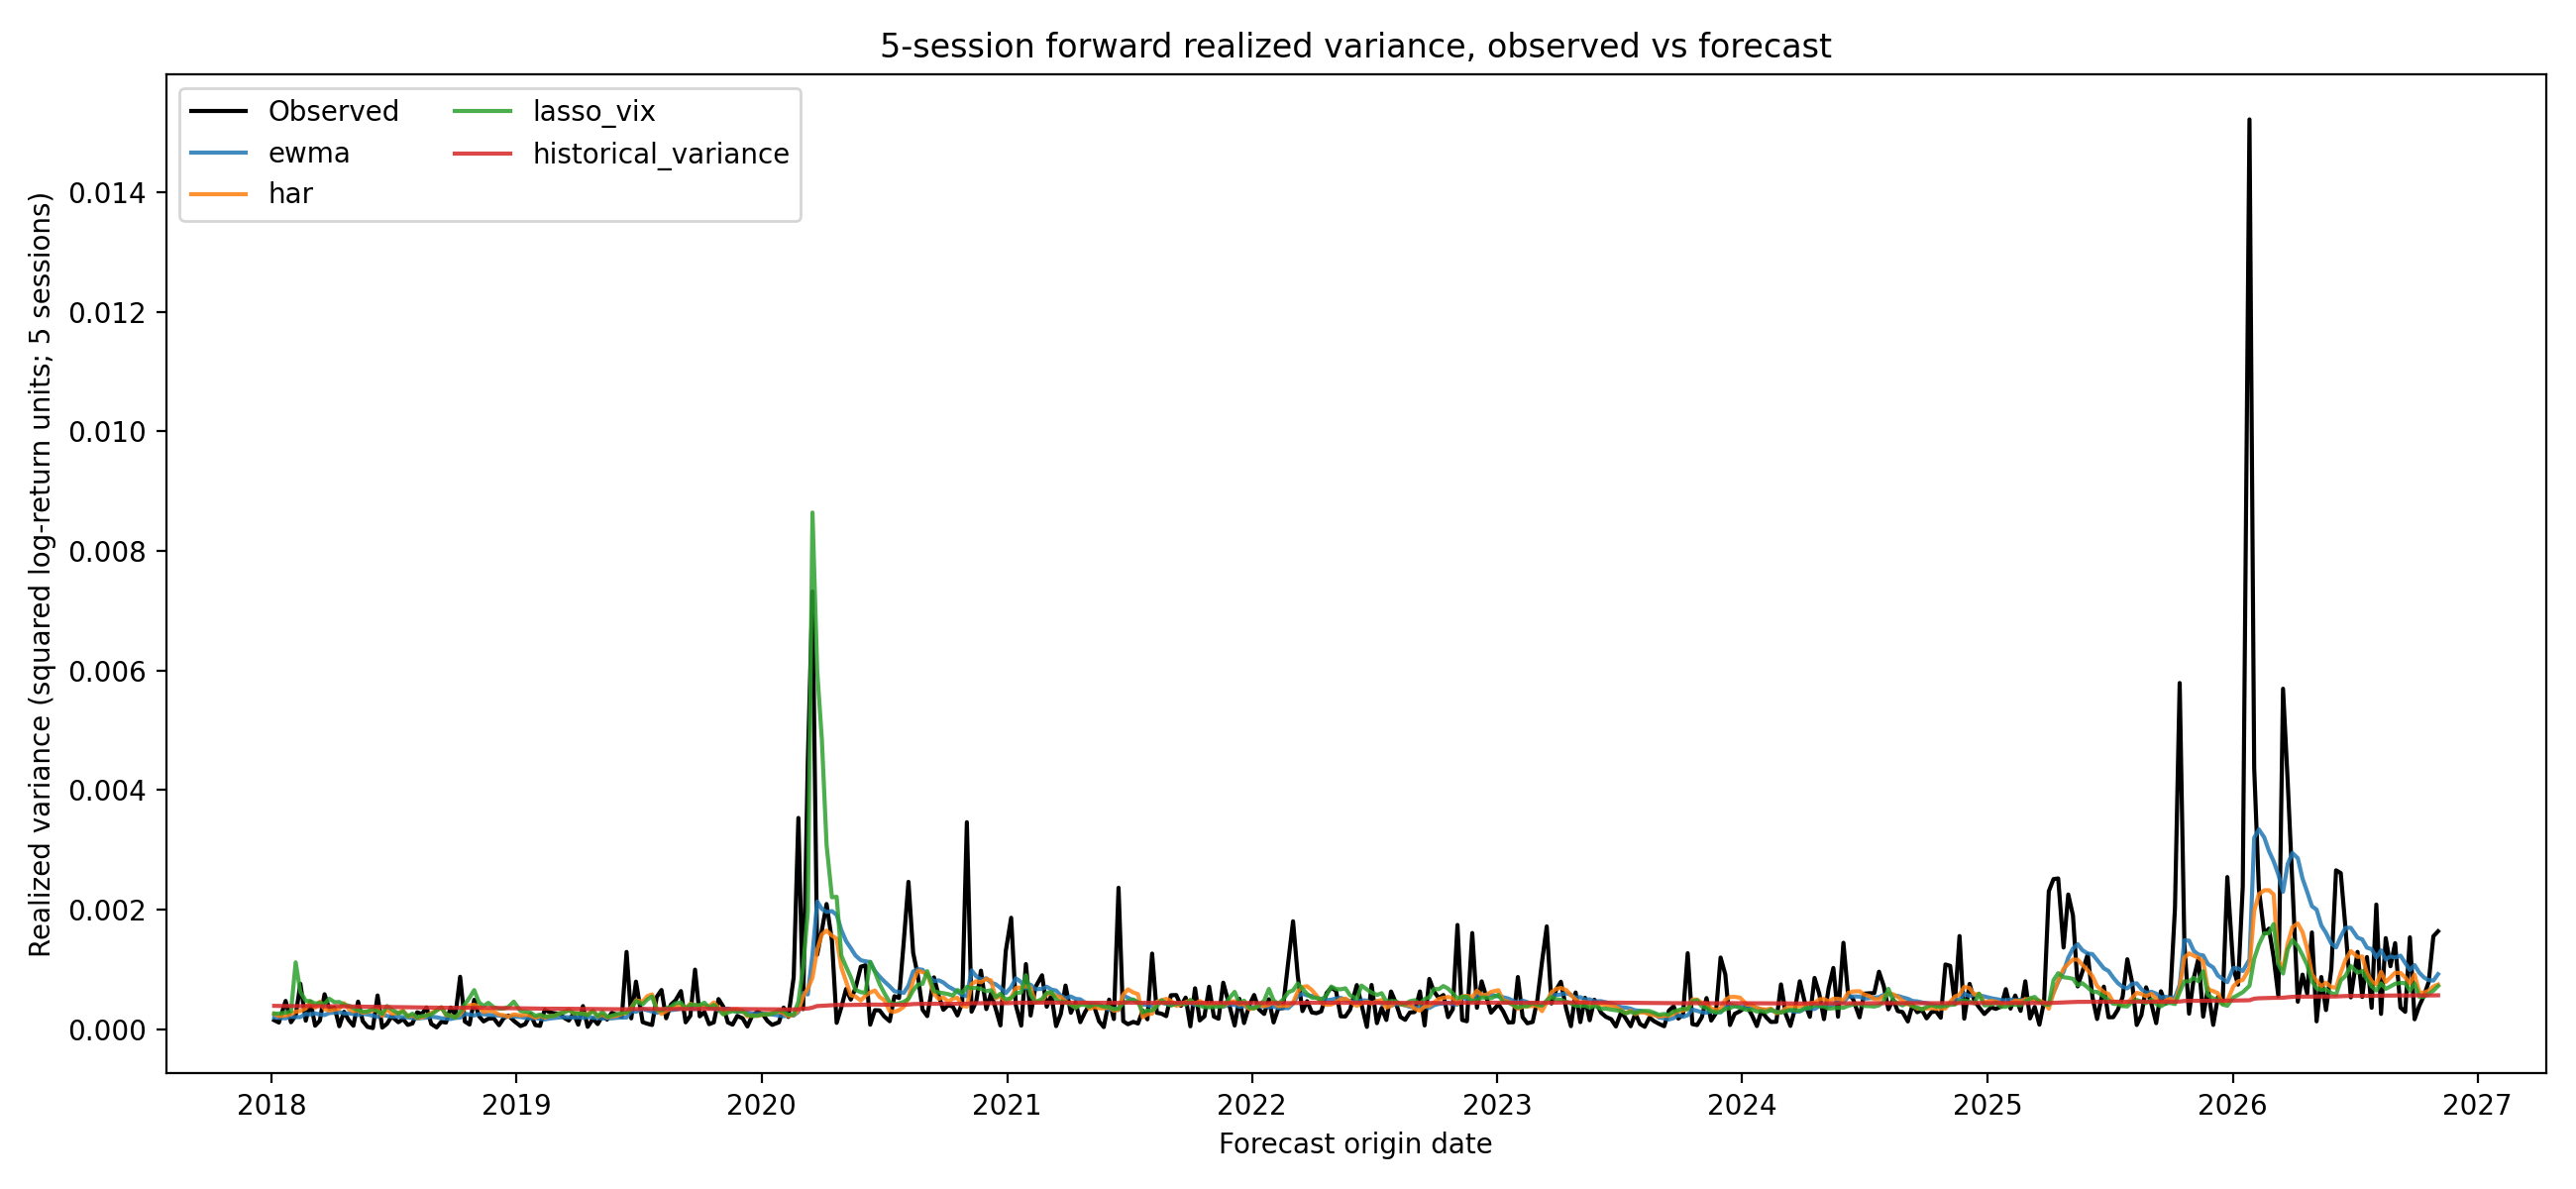 5-session forward realized variance, observed vs forecast
Observed
ewma
har
lasso_vix
historical_variance
Realized variance (squared log-return units; 5 sessions)
0.014
0.012
0.010
0.008
0.006
0.004
0.002
0.000
2018 2019 2020 2021 2022 2023 2024 2025 2026 2027
Forecast origin date